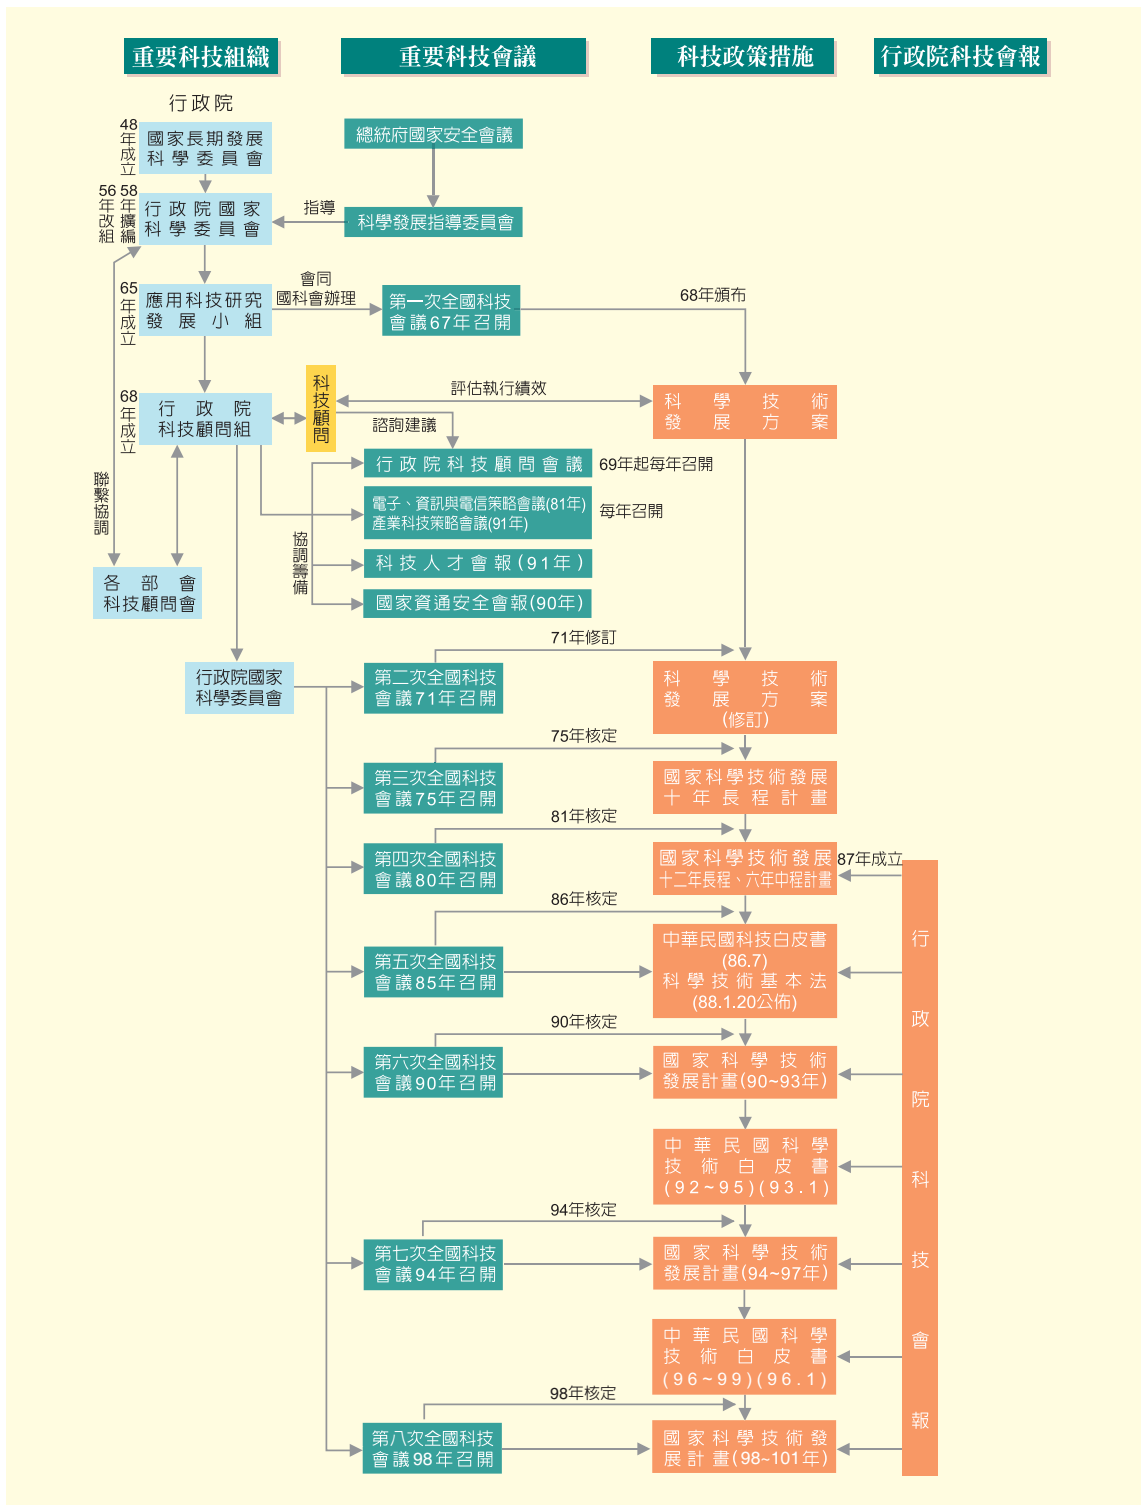 重要科技組織
重要科技會議
科技政策措施
行政院科技會報
行政院
48年成立
國家長期發展
科學委員會
總統府國家安全會議
56年改組
58年擴編
行政院國家
科學委員會
指導
科學發展指導委員會
65年成立
應用科技研究
發展小組
會同
國科會辦理
第一次全國科技
會議67年召開
68年頒布
68年成立
行政院
科技顧問組
科技顧問
評估執行績效
諮詢建議
科學技術
發展方案
行政院科技顧問會議
69年起每年召開
電子、資訊與電信策略會議(81年)
產業科技策略會議(91年)
每年召開
聯繫協調
協調籌備
科技人才會報(91年)
國家資通安全會報(90年)
各部會
科技顧問會
行政院國家
科學委員會
71年修訂
第二次全國科技
會議71年召開
科學技術
發展方案
(修訂)
75年核定
第三次全國科技
會議75年召開
國家科學技術發展
十年長程計畫
81年核定
第四次全國科技
會議80年召開
國家科學技術發展
十二年長程、六年中程計畫
87年成立
86年核定
第五次全國科技
會議85年召開
中華民國科技白皮書
(86.7)
科學技術基本法
(88.1.20公佈)
90年核定
第六次全國科技
會議90年召開
國家科學技術
發展計畫(90~93年)
中華民國科學
技術白皮書
(92~95)(93.1)
94年核定
第七次全國科技
會議94年召開
國家科學技術
發展計畫(94~97年)
中華民國科學
技術白皮書
(96~99)(96.1)
98年核定
第八次全國科技
會議98年召開
國家科學技術發
展計畫(98~101年)
行政院科技會報